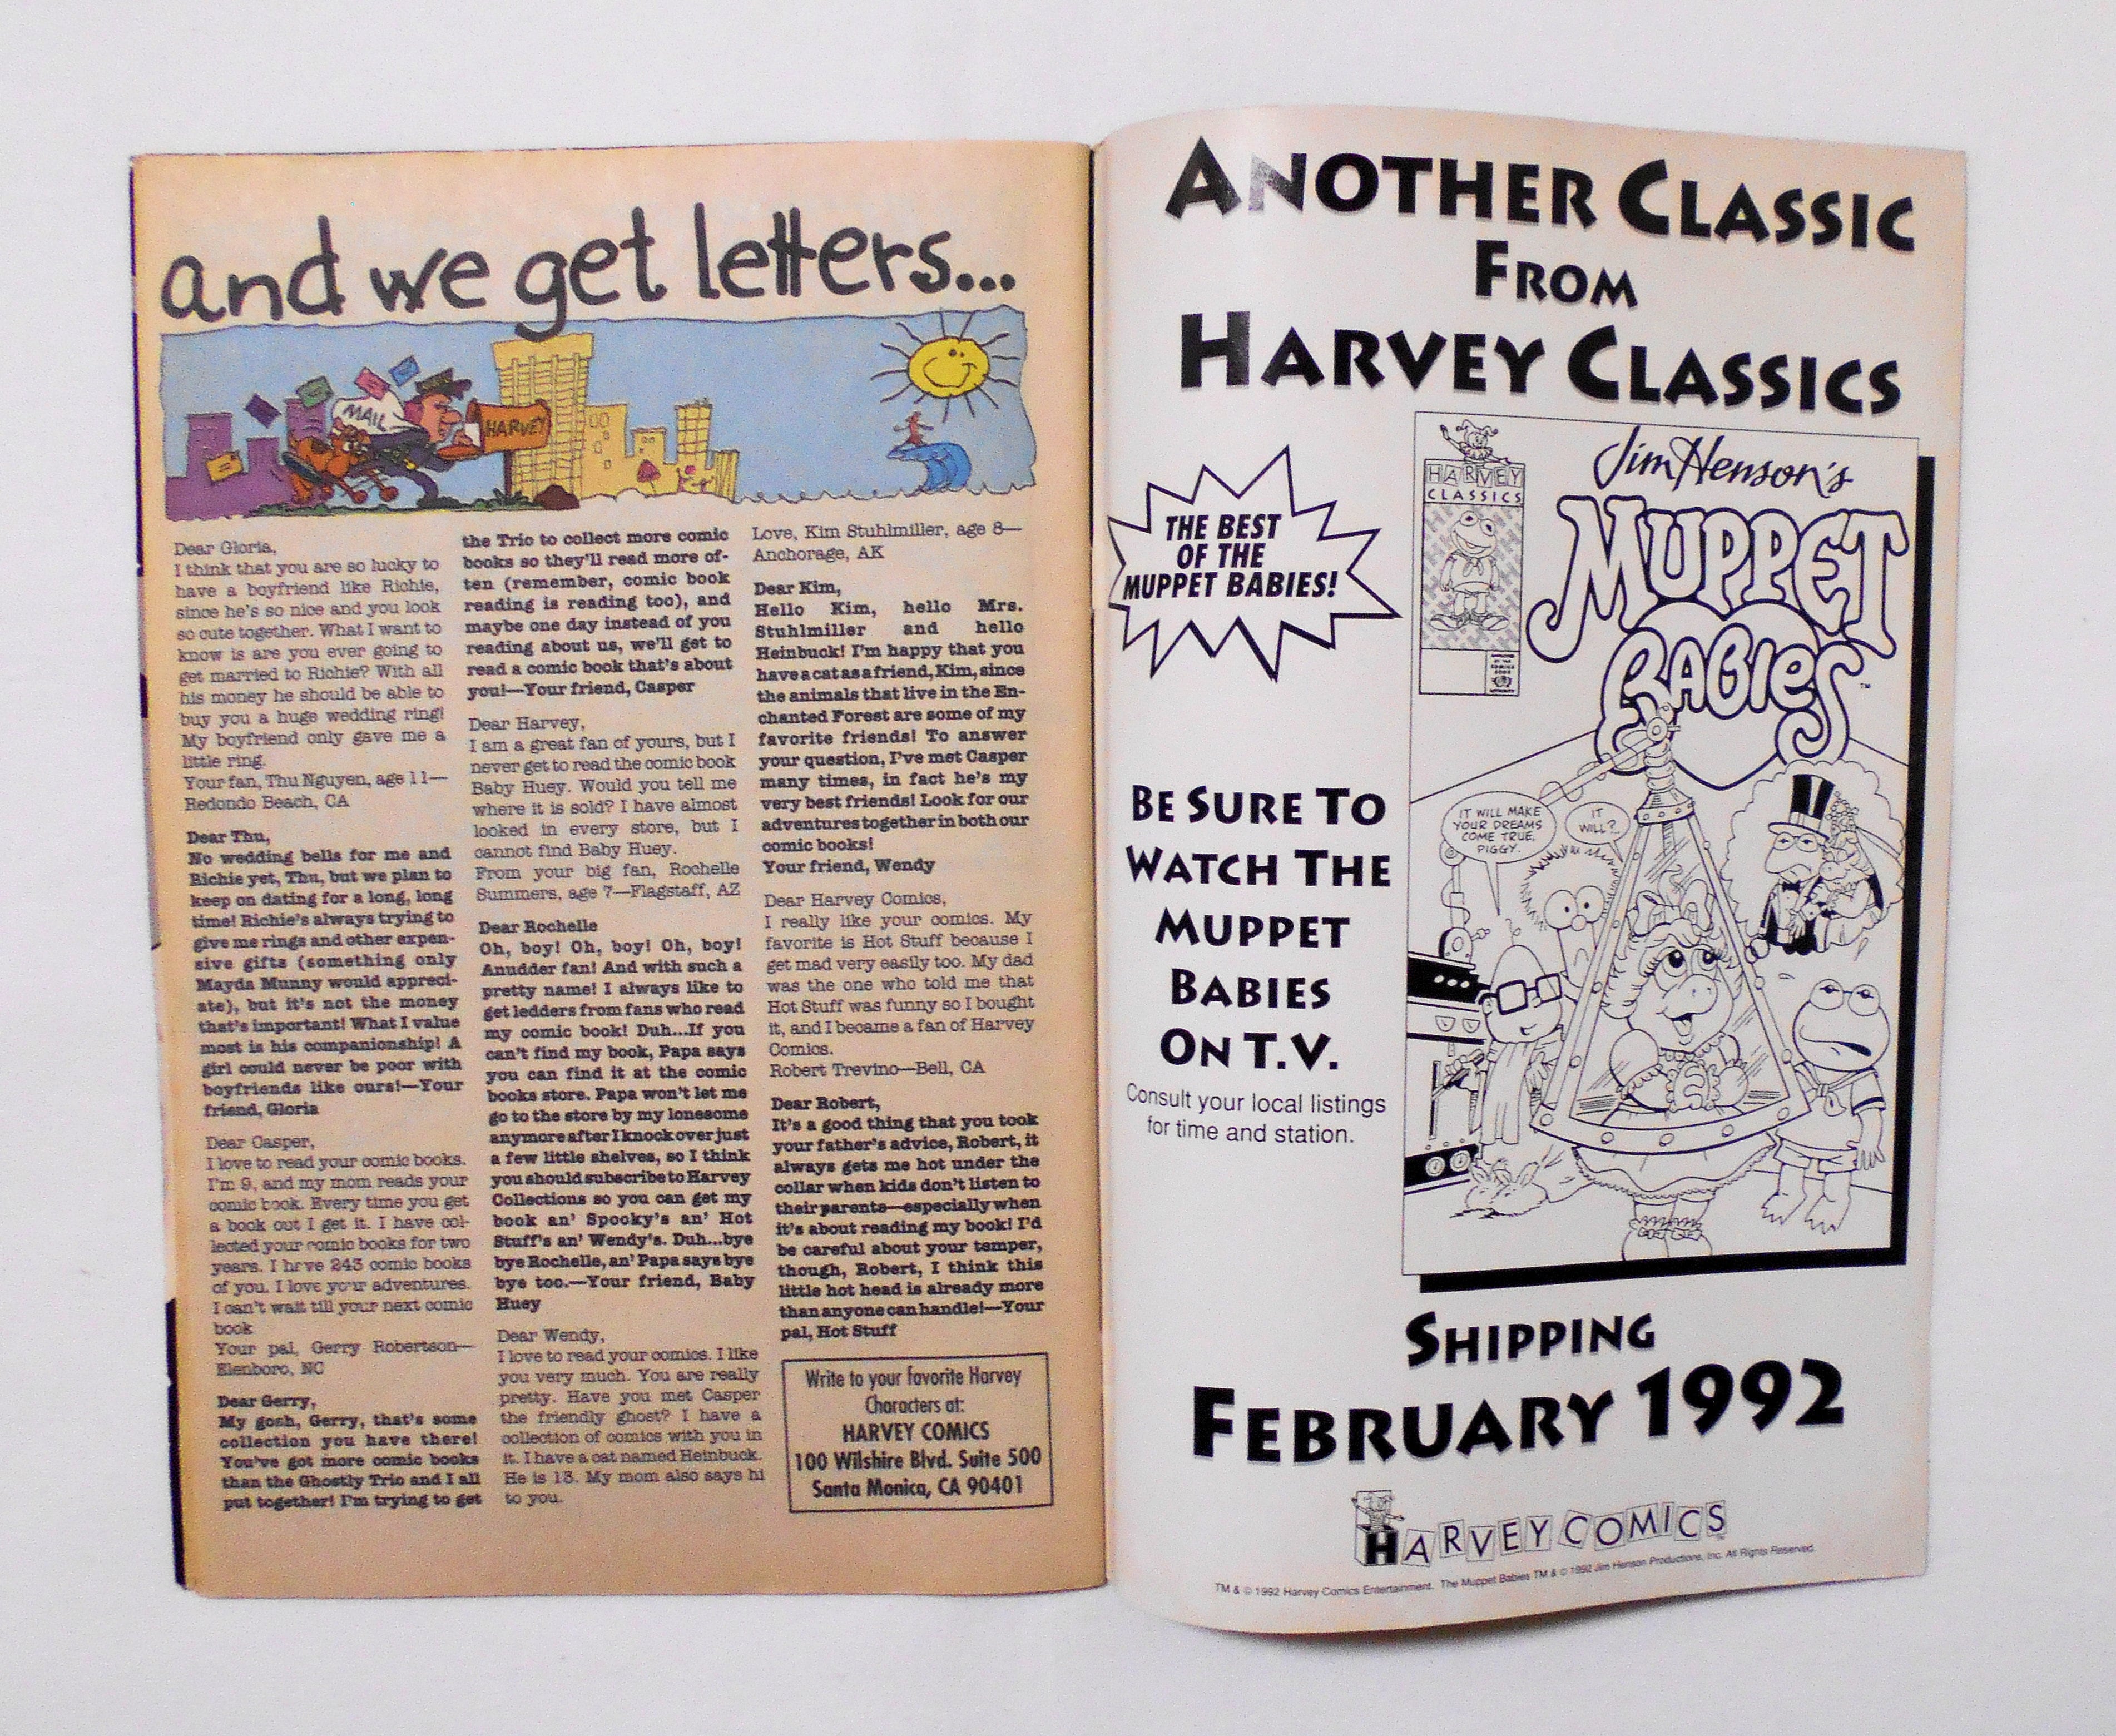 and we get letters...
MAIL
HARVEY
Dear Gloria,
I think that you are so lucky to
have a boyfriend like Richie,
since he's so nice and you look
so cute together. What I want to
know is are you ever going to
get married to Richie? With all
his money he should be able to
buy you a huge wedding ring!
My boyfriend only gave me a
little ring.
Your fan, Thu Nguyen, age 11—
Redondo Beach, CA
Dear Thu,
No wedding bells for me and
Richie yet, Thu, but we plan to
keep on dating for a long, long
time! Richie's always trying to
give me rings and other expen-
sive gifts (something only
Mayda Munny would appreci-
ate), but it's not the money
that's important! What I value
most is his companionship! A
girl could never be poor with
boyfriends like ours!—Your
friend, Gloria
Dear Casper,
I love to read your comic books.
I'm 9, and my mom reads your
comic book. Every time you get
a book out I get it. I have col-
lected your comic books for two
years. I have 243 comic books
of you. I love your adventures.
I can't wait till your next comic
book
Your pal, Gerry Robertson—
Elenboro, NC
Dear Gerry,
My gosh, Gerry, that's some
collection you have there!
You've got more comic books
than the Ghostly Trio and I all
put together! I'm trying to get
the Trio to collect more comic
books so they'll read more of-
ten (remember, comic book
reading is reading too), and
maybe one day instead of you
reading about us, we'll get to
read a comic book that's about
you!—Your friend, Casper
Dear Harvey,
I am a great fan of yours, but I
never get to read the comic book
Baby Huey. Would you tell me
where it is sold? I have almost
looked in every store, but I
cannot find Baby Huey.
From your big fan, Rochelle
Summers, age 7—Flagstaff, AZ
Dear Rochelle
Oh, boy! Oh, boy! Oh, boy!
Anudder fan! And with such a
pretty name! I always like to
get ledders from fans who read
my comic book! Duh...If you
can't find my book, Papa says
you can find it at the comic
books store. Papa won't let me
go to the store by my lonesome
anymore after I knock over just
a few little shelves, so I think
you should subscribe to Harvey
Collections so you can get my
book an' Spooky's an' Hot
Stuff's an' Wendy's. Duh...bye
bye Rochelle, an' Papa says bye
bye too.—Your friend, Baby
Huey
Dear Wendy,
I love to read your comics. I like
you very much. You are really
pretty. Have you met Casper
the friendly ghost? I have a
collection of comics with you in
it. I have a cat named Heinbuck.
He is 13. My mom also says hi
to you.
Love, Kim Stuhlmiller, age 8—
Anchorage, AK
Dear Kim,
Hello Kim, hello Mrs.
Stuhlmiller and hello
Heinbuck! I'm happy that you
have a cat as a friend, Kim, since
the animals that live in the En-
chanted Forest are some of my
favorite friends! To answer
your question, I've met Casper
many times, in fact he's my
very best friends! Look for our
adventures together in both our
comic books!
Your friend, Wendy
Dear Harvey Comics,
I really like your comics. My
favorite is Hot Stuff because I
get mad very easily too. My dad
was the one who told me that
Hot Stuff was funny so I bought
it, and I became a fan of Harvey
Comics.
Robert Trevino—Bell, CA
Dear Robert,
It's a good thing that you took
your father's advice, Robert, it
always gets me hot under the
collar when kids don't listen to
their parents—especially when
it's about reading my book! I'd
be careful about your temper,
though, Robert, I think this
little hot head is already more
than anyone can handle!—Your
pal, Hot Stuff
Write to your favorite Harvey
Characters at:
HARVEY COMICS
100 Wilshire Blvd. Suite 500
Santa Monica, CA 90401
ANOTHER CLASSIC
FROM
HARVEY CLASSICS
THE BEST
OF THE
MUPPET BABIES!
HARVEY
CLASSICS
APPROVED
BY THE
COMICS
CODE
AUTHORITY
Jim Henson's
MUPPET
BABIES
TM
IT WILL MAKE
YOUR DREAMS
COME TRUE,
PIGGY.
IT
WILL?
BE SURE TO
WATCH THE
MUPPET
BABIES
ON T.V.
Consult your local listings
for time and station.
SHIPPING
FEBRUARY 1992
HARVEY COMICS
TM & © 1992 Harvey Comics Entertainment. The Muppet Babies TM & © 1992 Jim Henson Productions, Inc. All Rights Reserved.